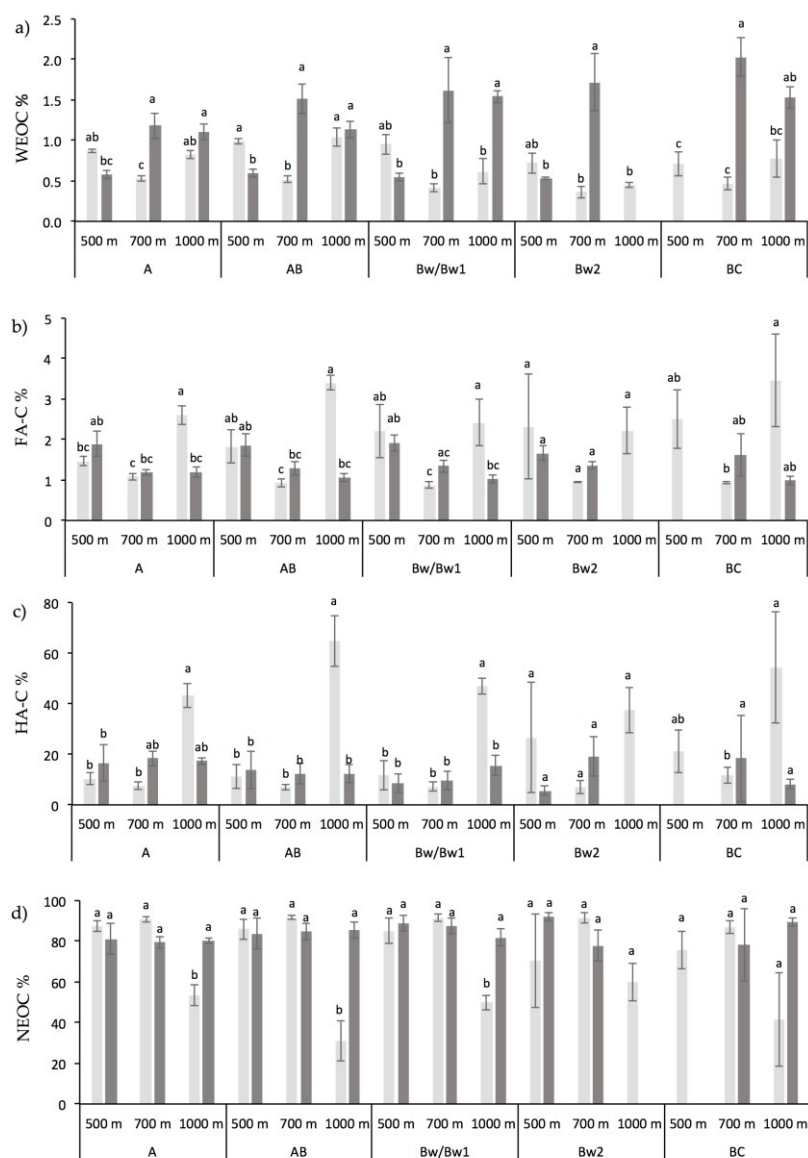 a)
WEOC %
2.5
2.0
1.5
1.0
0.5
0.0
ab bc c a ab a
a b b a a a
ab b b a b a
ab b b a b
c c a bc ab
500 m 700 m 1000 m 500 m 700 m 1000 m 500 m 700 m 1000 m 500 m 700 m 1000 m 500 m 700 m 1000 m
A AB Bw/Bw1 Bw2 BC
b)
FA-C %
5
4
3
2
1
0
bc ab c bc a bc
ab ab c bc a bc
ab ab c ac a bc
a a a a a
ab b ab a ab
500 m 700 m 1000 m 500 m 700 m 1000 m 500 m 700 m 1000 m 500 m 700 m 1000 m 500 m 700 m 1000 m
A AB Bw/Bw1 Bw2 BC
c)
HA-C %
80
60
40
20
0
b b b ab a ab
b b b b a b
b b b b a b
a a a a a
ab b a a a
500 m 700 m 1000 m 500 m 700 m 1000 m 500 m 700 m 1000 m 500 m 700 m 1000 m 500 m 700 m 1000 m
A AB Bw/Bw1 Bw2 BC
d)
NEOC %
100
80
60
40
20
0
a a a a b a
a a a a b a
a a a a b a
a a a a a
a a a a a
500 m 700 m 1000 m 500 m 700 m 1000 m 500 m 700 m 1000 m 500 m 700 m 1000 m 500 m 700 m 1000 m
A AB Bw/Bw1 Bw2 BC